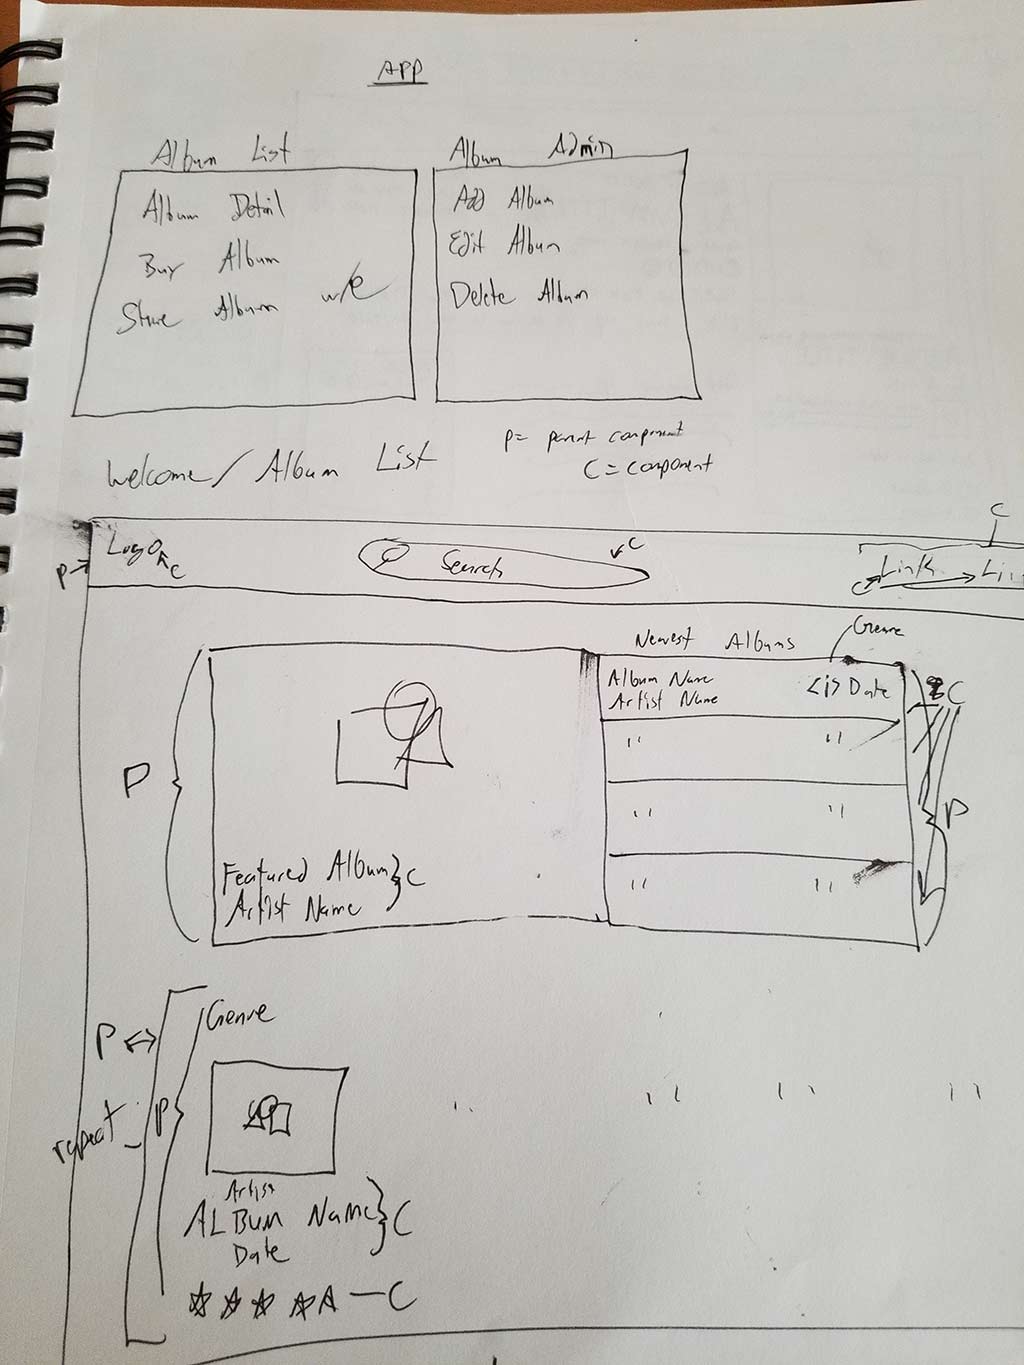 APP
Album List
Album Detail
Buy Album
Share Album w/e
Album Admin
Add Album
Edit Album
Delete Album
P= parent component
C = component
Welcome/ Album List
P
Logo
C
Search
C
C
Link
C
P
Newest Albums
Genre
Album Name
Artist Name
<i> Date
C
" "
" "
" "
P
Featured Album
Artist Name
C
P
repeat
P
Genre
" " " "
Artist
ALBUM Name
Date
C
C